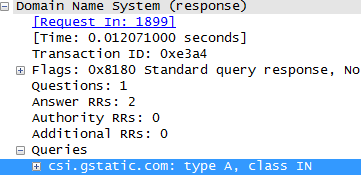 Domain Name System (response)
[Request In: 1899]
[Time: 0.012071000 seconds]
Transaction ID: 0xe3a4
Flags: 0x8180 Standard query response, No
Questions: 1
Answer RRs: 2
Authority RRs: 0
Additional RRs: 0
Queries
csi.gstatic.com: type A, class IN